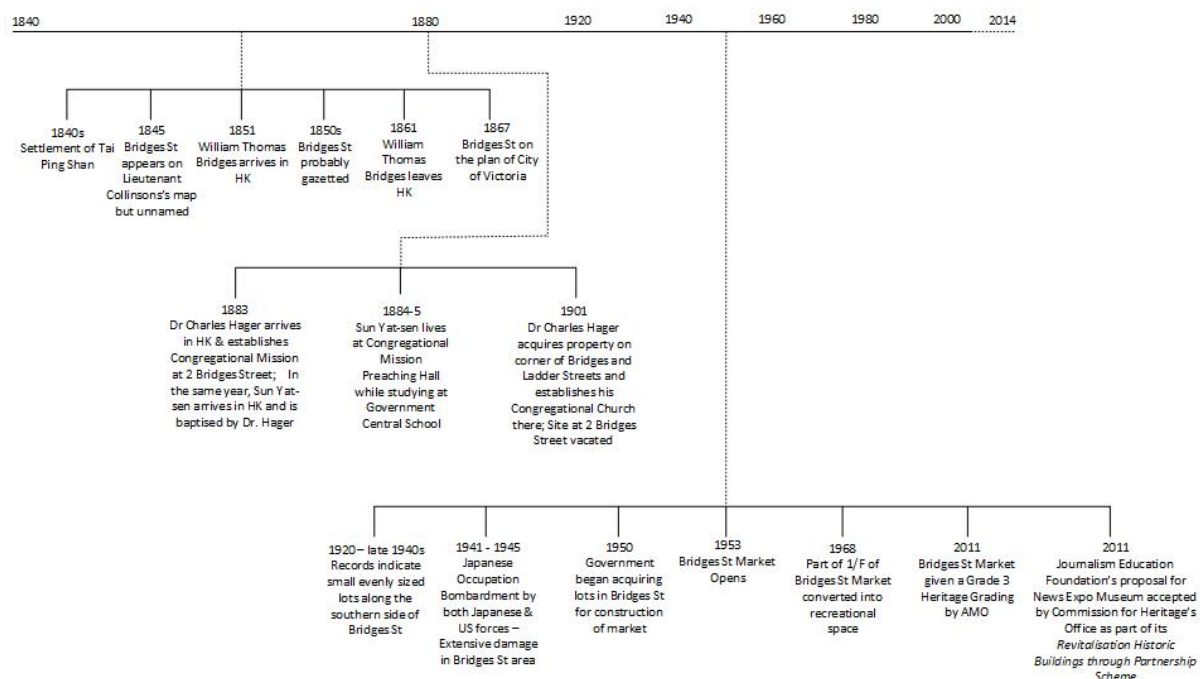 1840 1880 1920 1940 1960 1980 2000 2014
1840s
Settlement of Tai
Ping Shan
1845
Bridges St
appears on
Lieutenant
Collinsons's map
but unnamed
1851
William Thomas
Bridges arrives in
HK
1850s
Bridges St
probably
gazetted
1861
William
Thomas
Bridges leaves
HK
1867
Bridges St on
the plan of City
of Victoria
1883
Dr Charles Hager arrives
in HK & establishes
Congregational Mission
at 2 Bridges Street; In
the same year, Sun Yat-
sen arrives in HK and is
baptised by Dr. Hager
1884-5
Sun Yat-sen lives
at Congregational
Mission
Preaching Hall
while studying at
Government
Central School
1901
Dr Charles Hager
acquires property on
corner of Bridges and
Ladder Streets and
establishes his
Congregational Church
there; Site at 2 Bridges
Street vacated
1920 – late 1940s
Records indicate
small evenly sized
lots along the
southern side of
Bridges St
1941 - 1945
Japanese
Occupation
Bombardment by
both Japanese &
US forces –
Extensive damage
in Bridges St area
1950
Government
began acquiring
lots in Bridges St
for construction
of market
1953
Bridges St Market
Opens
1968
Part of 1/F of
Bridges St Market
converted into
recreational
space
2011
Bridges St Market
given a Grade 3
Heritage Grading
by AMO
2011
Journalism Education
Foundation's proposal for
News Expo Museum accepted
by Commission for Heritage's
Office as part of its
Revitalisation Historic
Buildings through Partnership
Scheme